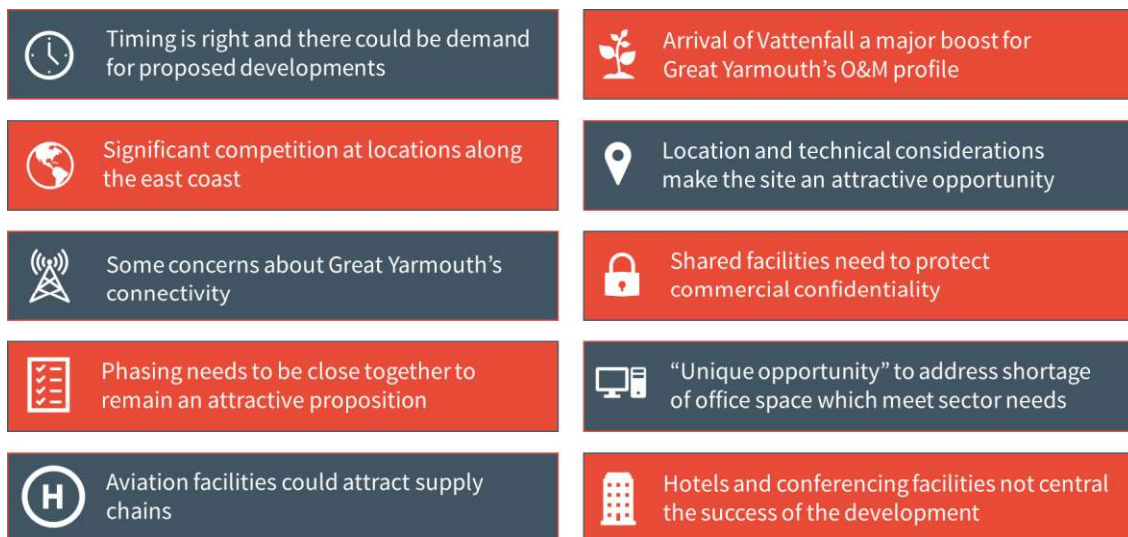 Timing is right and there could be demand
for proposed developments
Arrival of Vattenfall a major boost for
Great Yarmouth’s O&M profile
Significant competition at locations along
the east coast
Location and technical considerations
make the site an attractive opportunity
Some concerns about Great Yarmouth’s
connectivity
Shared facilities need to protect
commercial confidentiality
Phasing needs to be close together to
remain an attractive proposition
“Unique opportunity” to address shortage
of office space which meet sector needs
H
Aviation facilities could attract supply
chains
Hotels and conferencing facilities not central
the success of the development